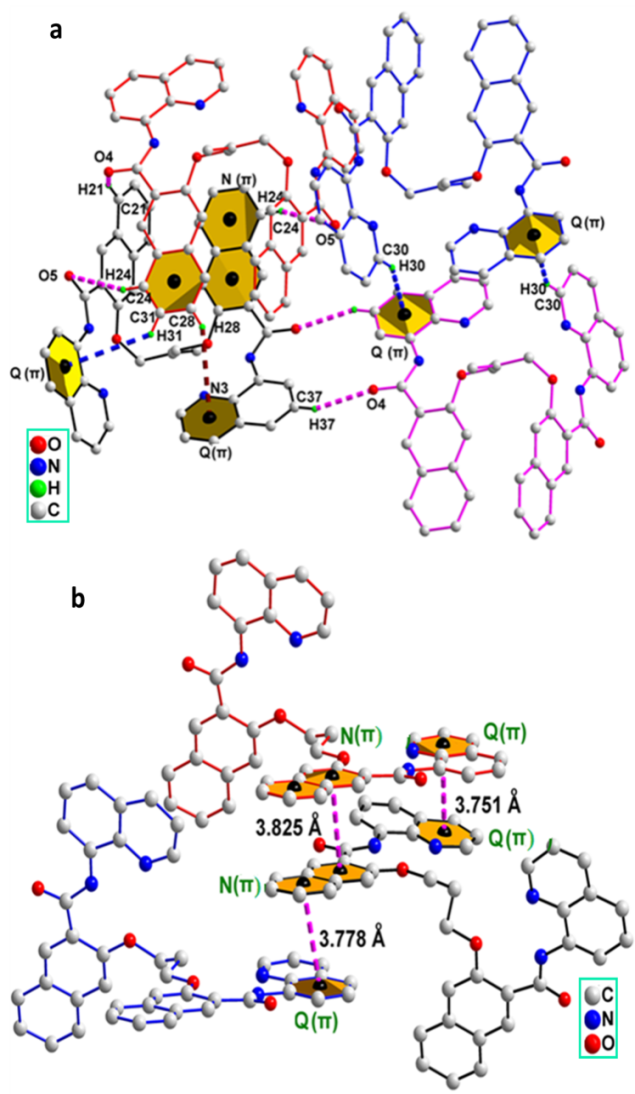 a
O4
H21
C21
N (π)
H24
C24
O5
C30
H30
Q(π)
H30
C30
O5
H24
C24
C31
H31
C28
H28
Q (π)
Q (π)
N3
C37
H37
O4
Q(π)
O
N
H
C
b
N(π)
Q(π)
3.825 Å
3.751 Å
Q(π)
N(π)
3.778 Å
Q(π)
C
N
O